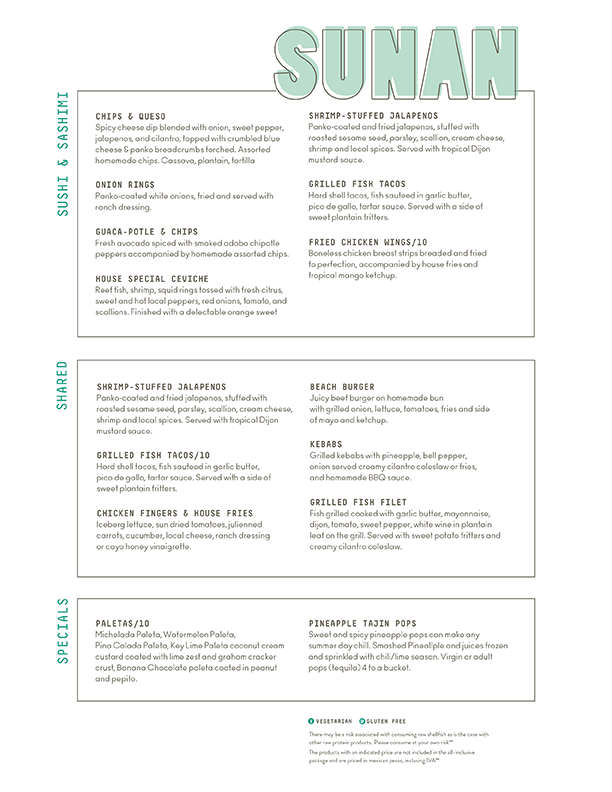 SUNAN
SUSHI & SASHIMI
CHIPS & QUESO
Spicy cheese dip blended with onion, sweet pepper,
jalapenos, and cilantro, topped with crumbled blue
cheese & panko breadcrumbs torched. Assorted
homemade chips. Cassava, plantain, tortilla
ONION RINGS
Panko-coated white onions, fried and served with
ranch dressing.
GUACA-POTLE & CHIPS
Fresh avocado spiced with smoked adobo chipotle
peppers accompanied by homemade assorted chips.
HOUSE SPECIAL CEVICHE
Reef fish, shrimp, squid rings tossed with fresh citrus,
sweet and hot local peppers, red onions, tomato, and
scallions. Finished with a delectable orange sweet
SHRIMP-STUFFED JALAPENOS
Panko-coated and fried jalapenos, stuffed with
roasted sesame seed, parsley, scallion, cream cheese,
shrimp and local spices. Served with tropical Dijon
mustard sauce.
GRILLED FISH TACOS
Hard shell tacos, fish sauteed in garlic butter,
pico de gallo, tartar sauce. Served with a side of
sweet plantain fritters.
FRIED CHICKEN WINGS/10
Boneless chicken breast strips breaded and fried
to perfection, accompanied by house fries and
tropical mango ketchup.
SHARED
SHRIMP-STUFFED JALAPENOS
Panko-coated and fried jalapenos, stuffed with
roasted sesame seed, parsley, scallion, cream cheese,
shrimp and local spices. Served with tropical Dijon
mustard sauce.
GRILLED FISH TACOS/10
Hard shell tacos, fish sauteed in garlic butter,
pico de gallo, tartar sauce. Served with a side of
sweet plantain fritters.
CHICKEN FINGERS & HOUSE FRIES
Iceberg lettuce, sun dried tomatoes, julienned
carrots, cucumber, local cheese, ranch dressing
or cayo honey vinaigrette.
BEACH BURGER
Juicy beef burger on homemade bun
with grilled onion, lettuce, tomatoes, fries and side
of mayo and ketchup.
KEBABS
Grilled kebabs with pineapple, bell pepper,
onion served creamy cilantro coleslaw or fries,
and homemade BBQ sauce.
GRILLED FISH FILET
Fish grilled cooked with garlic butter, mayonnaise,
dijon, tomato, sweet pepper, white wine in plantain
leaf on the grill. Served with sweet potato fritters and
creamy cilantro coleslaw.
SPECIALS
PALETAS/10
Michelada Paleta, Watermelon Paleta,
Pina Colada Paleta, Key Lime Paleta coconut cream
custard coated with lime zest and graham cracker
crust, Banana Chocolate paleta coated in peanut
and pepito.
PINEAPPLE TAJIN POPS
Sweet and spicy pineapple pops can make any
summer day chill. Smashed Pineallple and juices frozen
and sprinkled with chili/lime season. Virgin or adult
pops (tequila) 4 to a bucket.
VEGETARIAN GLUTEN FREE
There may be a risk associated with consuming raw shellfish as is the case with
other raw protein products. Please consume at your own risk**
The products with an indicated price are not included in the all-inclusive
package and are priced in mexican pesos, including IVA**